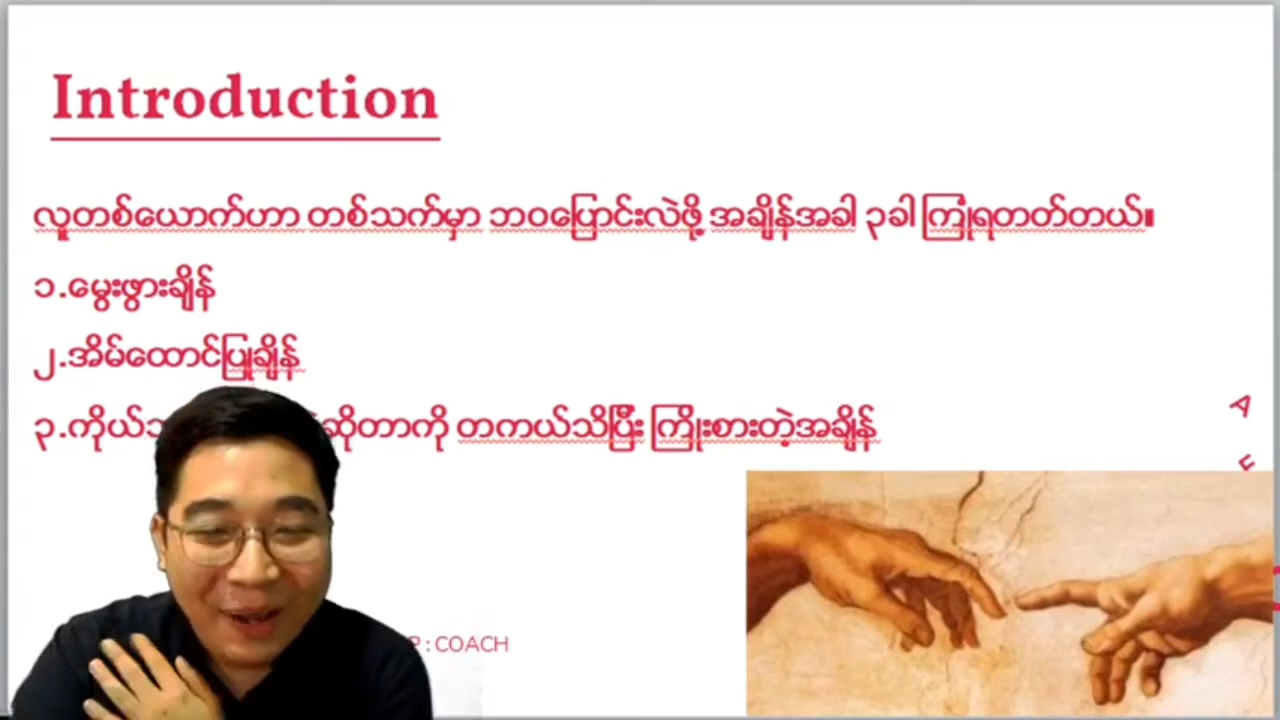 Introduction
လူတစ်ယောက်ဟာ တစ်သက်မှာ ဘဝပြောင်းလဲဖို့ အချိန်အခါ ၃ခါ ကြုံရတတ်တယ်။
၁.မွေးဖွားချိန်
၂.အိမ်ထောင်ပြုချိန်
၃.ကိုယ် ဆိုတာကို တကယ်သိပြီး ကြိုးစားတဲ့အချိန်
A
: COACH